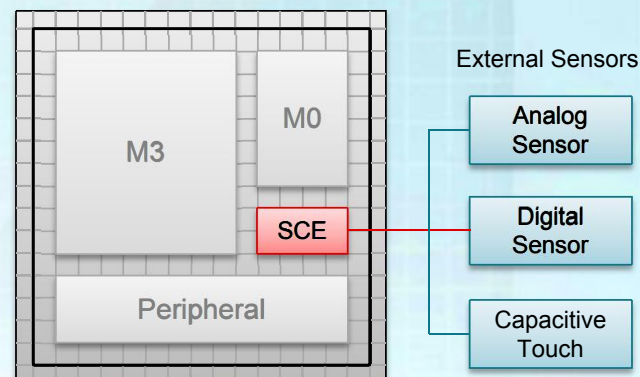 External Sensors
M3
M0
SCE
Peripheral
Analog
Sensor
Digital
Sensor
Capacitive
Touch